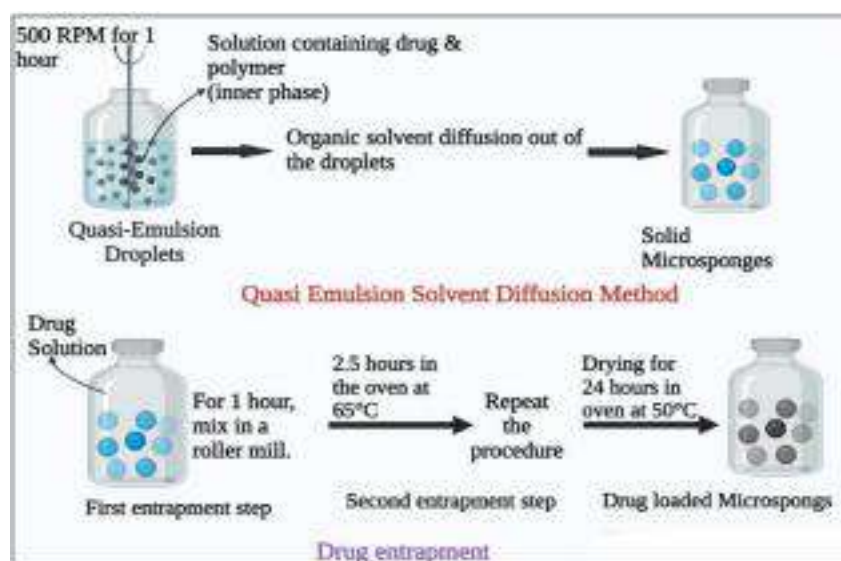 500 RPM for 1
hour
Solution containing drug &
polymer
(inner phase)
Organic solvent diffusion out of
the droplets
Quasi-Emulsion
Droplets
Solid
Microsponges
Quasi Emulsion Solvent Diffusion Method
Drug
Solution
For 1 hour,
mix in a
roller mill.
2.5 hours in
the oven at
65°C
Repeat
the
procedure
Drying for
24 hours in
oven at 50°C
First entrapment step
Second entrapment step
Drug loaded Microspongs
Drug entrapment